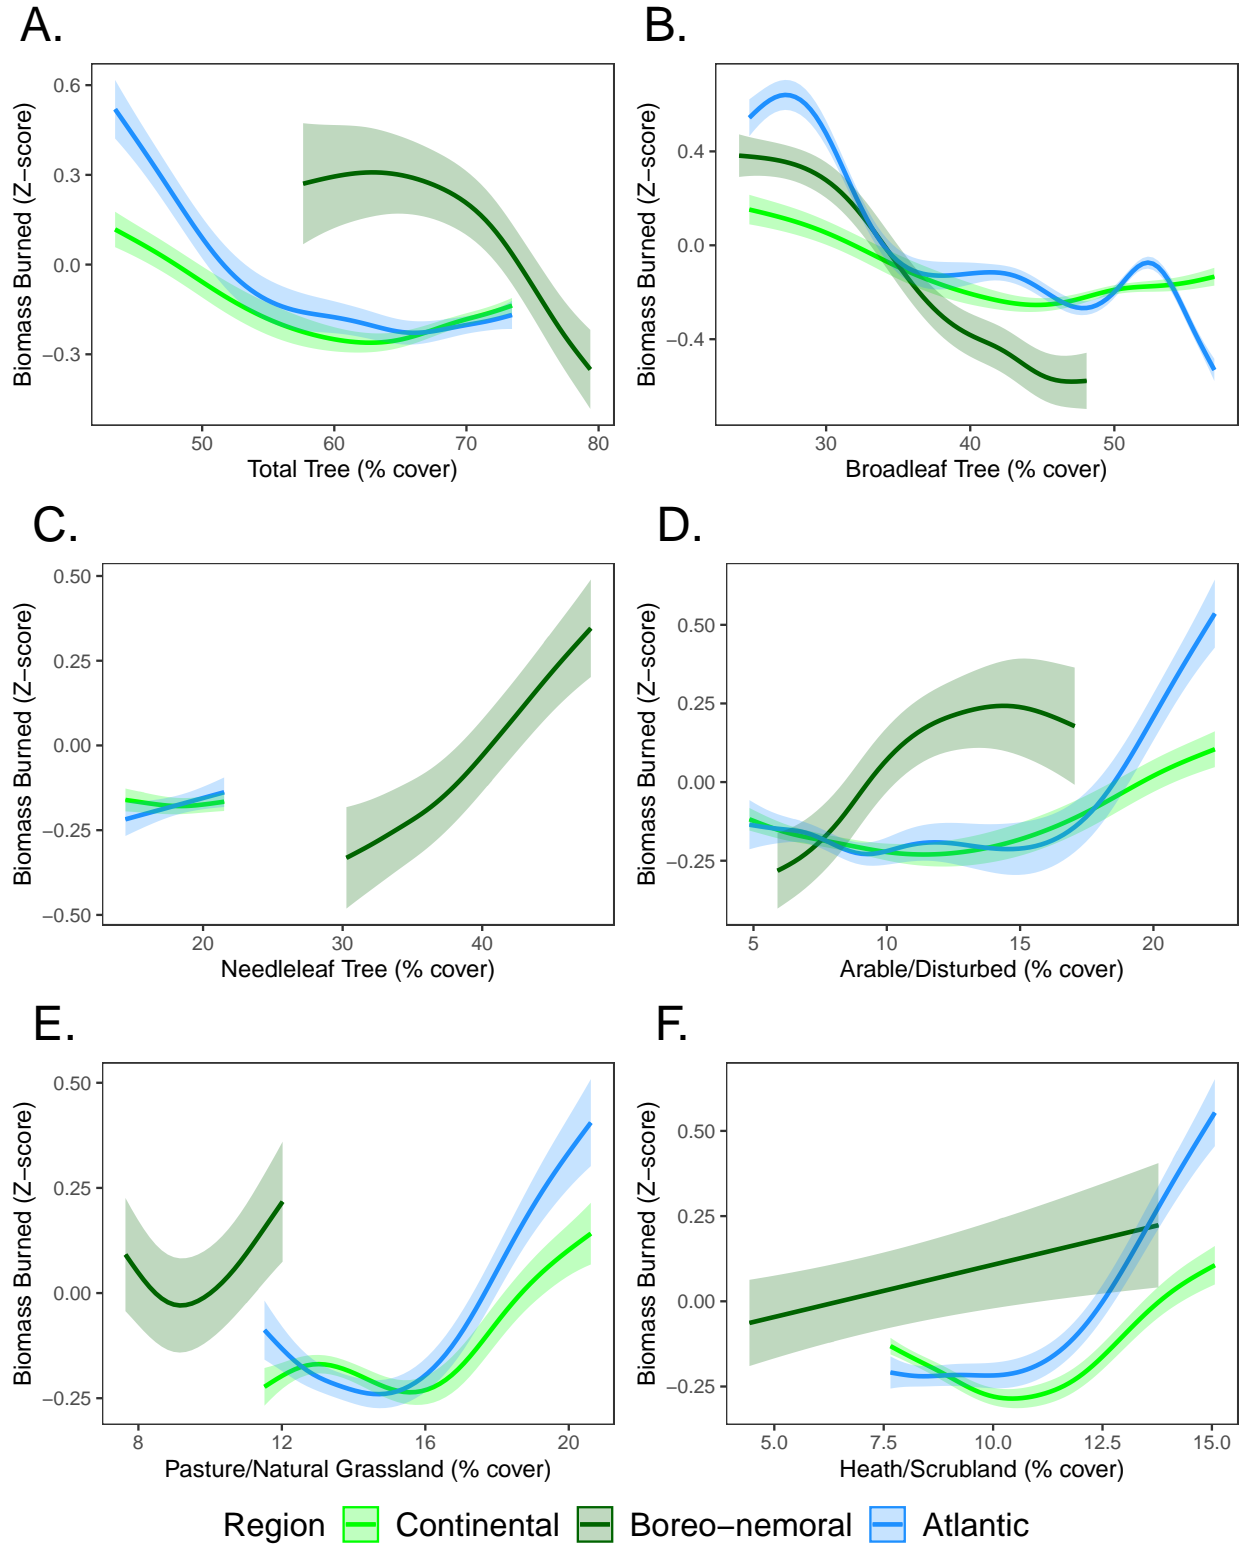 A.
B.
Biomass Burned (Z−score)
0.6
0.3
0.0
−0.3
50
60
70
80
Total Tree (% cover)
Biomass Burned (Z−score)
0.4
0.0
−0.4
30
40
50
Broadleaf Tree (% cover)
C.
D.
Biomass Burned (Z−score)
0.50
0.25
0.00
−0.25
−0.50
20
30
40
Needleleaf Tree (% cover)
Biomass Burned (Z−score)
0.50
0.25
0.00
−0.25
5
10
15
20
Arable/Disturbed (% cover)
E.
F.
Biomass Burned (Z−score)
0.50
0.25
0.00
−0.25
8
12
16
20
Pasture/Natural Grassland (% cover)
Biomass Burned (Z−score)
0.50
0.25
0.00
−0.25
5.0
7.5
10.0
12.5
15.0
Heath/Scrubland (% cover)
Region Continental Boreo−nemoral Atlantic